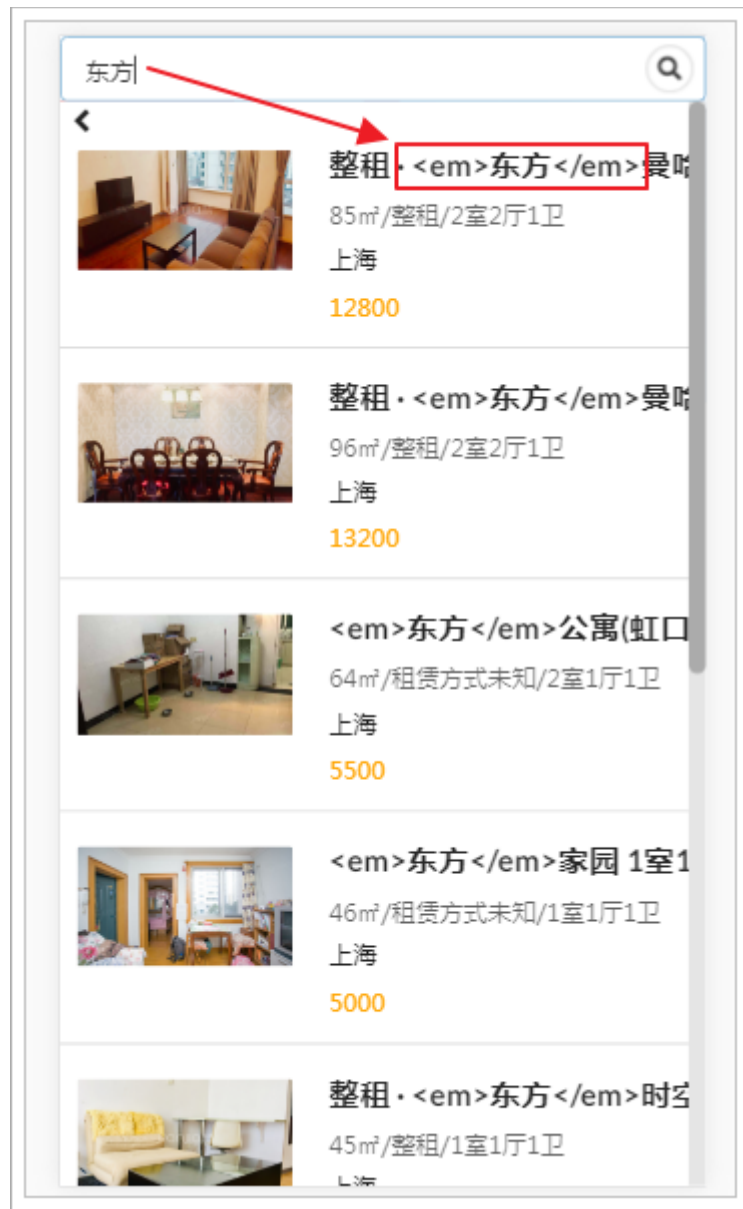 东方
整租·<em>东方</em>曼哈
85㎡/整租/2室2厅1卫
上海
12800
整租·<em>东方</em>曼哈
96㎡/整租/2室2厅1卫
上海
13200
<em>东方</em>公寓(虹口
64㎡/租赁方式未知/2室1厅1卫
上海
5500
<em>东方</em>家园 1室1
46㎡/租赁方式未知/1室1厅1卫
上海
5000
整租·<em>东方</em>时空
45㎡/整租/1室1厅1卫
上海